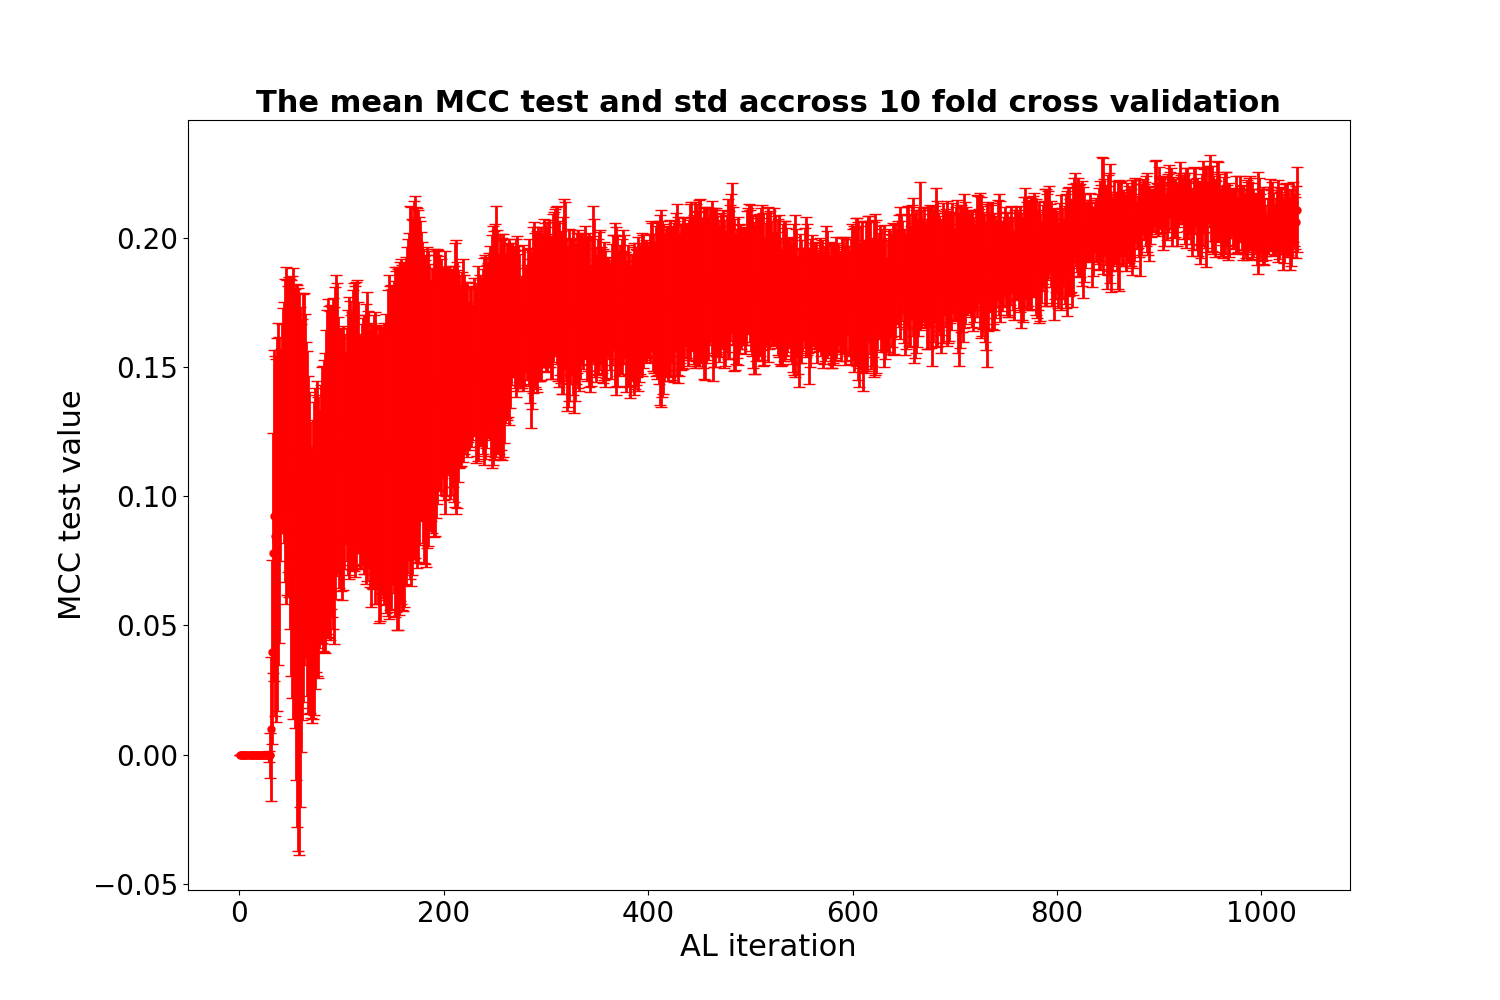 The mean MCC test and std accross 10 fold cross validation
MCC test value
0.20
0.15
0.10
0.05
0.00
−0.05
0 200 400 600 800 1000
AL iteration